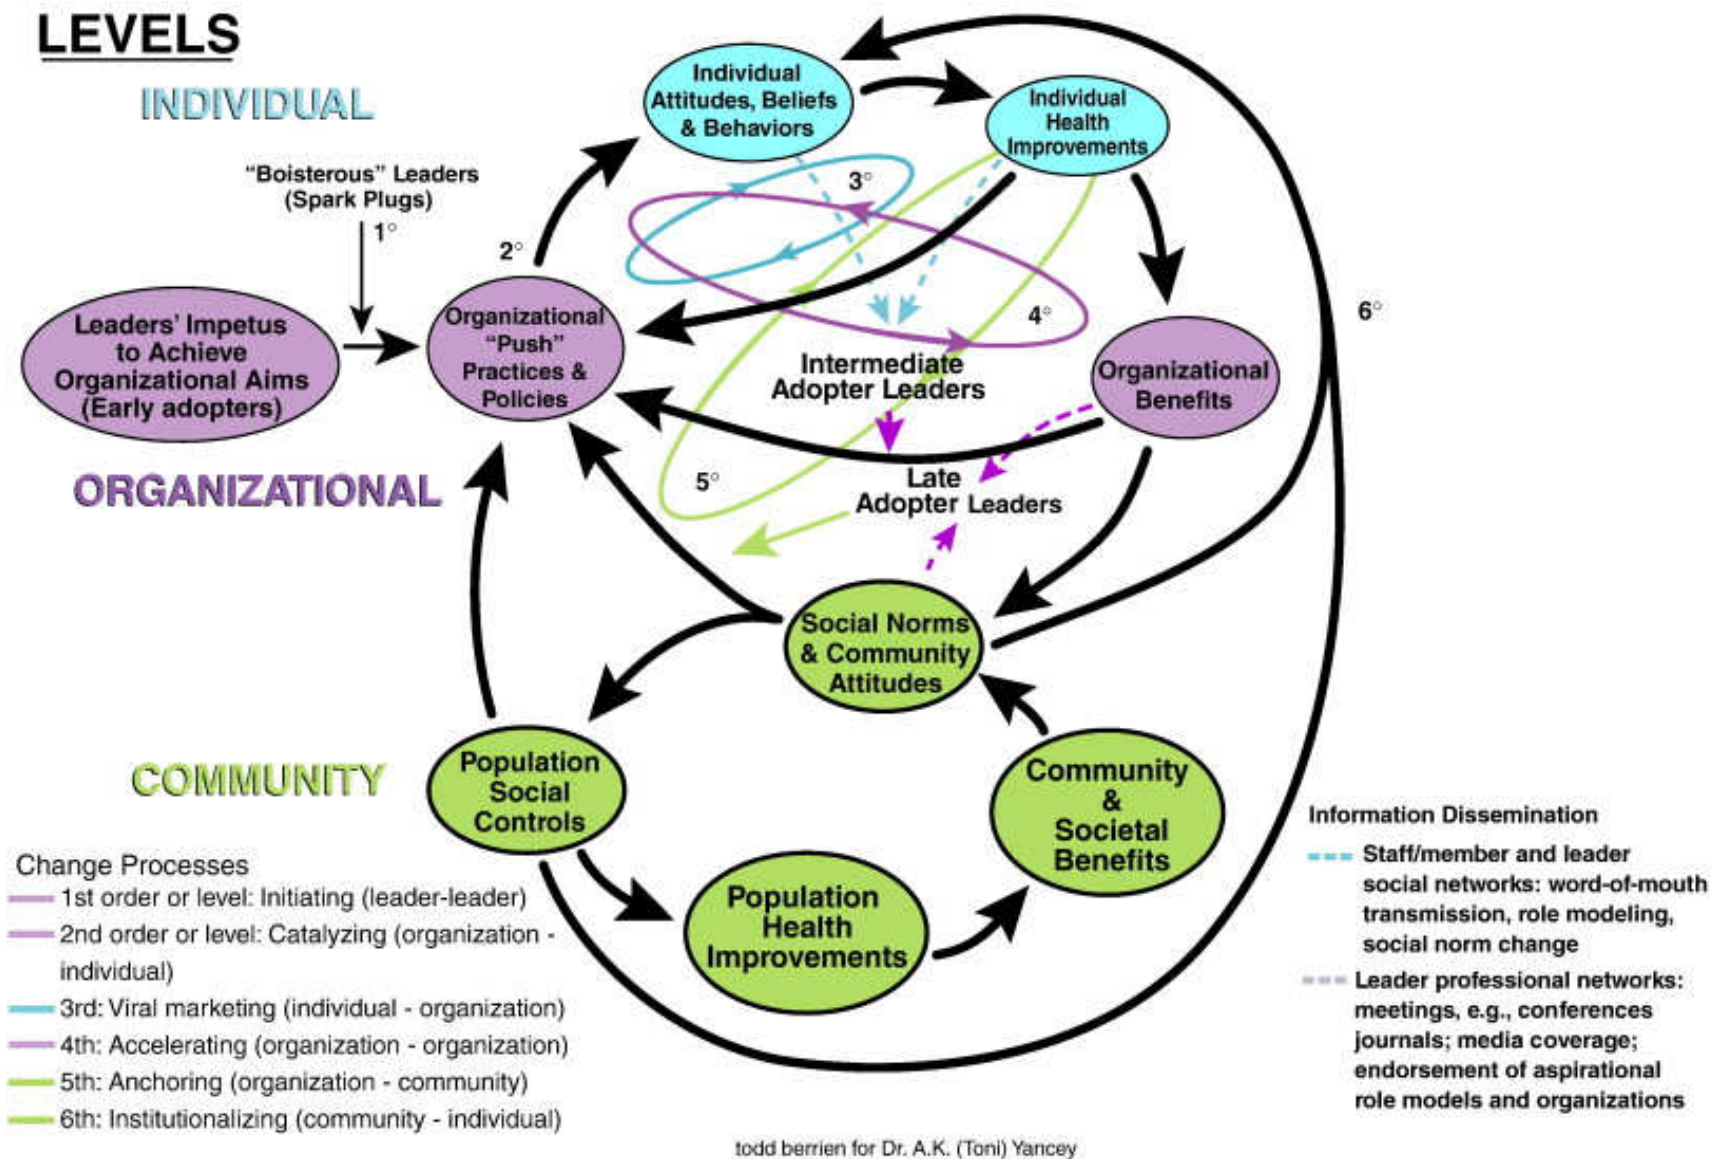 LEVELS
INDIVIDUAL
"Boisterous" Leaders
(Spark Plugs)
1°
2°
Leaders' Impetus
to Achieve
Organizational Aims
(Early adopters)
Organizational
"Push"
Practices &
Policies
Individual
Attitudes, Beliefs
& Behaviors
Individual
Health
Improvements
3°
4°
6°
Intermediate
Adopter Leaders
Organizational
Benefits
ORGANIZATIONAL
5°
Late
Adopter Leaders
Social Norms
& Community
Attitudes
COMMUNITY
Population
Social
Controls
Community
&
Societal
Benefits
Population
Health
Improvements
Change Processes
1st order or level: Initiating (leader-leader)
2nd order or level: Catalyzing (organization -
individual)
3rd: Viral marketing (individual - organization)
4th: Accelerating (organization - organization)
5th: Anchoring (organization - community)
6th: Institutionalizing (community - individual)
Information Dissemination
Staff/member and leader
social networks: word-of-mouth
transmission, role modeling,
social norm change
Leader professional networks:
meetings, e.g., conferences
journals; media coverage;
endorsement of aspirational
role models and organizations
todd berrien for Dr. A.K. (Toni) Yancey